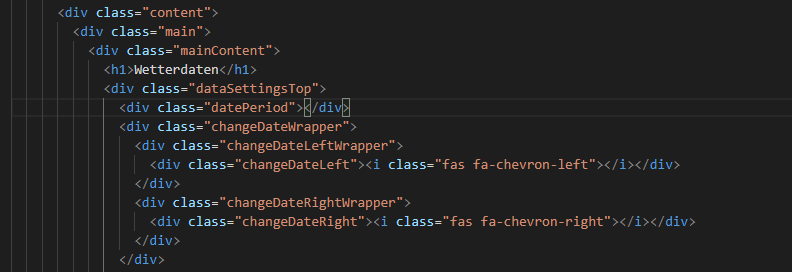 <div class="content">
<div class="main">
<div class="mainContent">
<h1>Wetterdaten</h1>
<div class="dataSettingsTop">
<div class="datePeriod"></div>
<div class="changeDateWrapper">
<div class="changeDateLeftWrapper">
<div class="changeDateLeft"><i class="fas fa-chevron-left"></i></div>
</div>
<div class="changeDateRightWrapper">
<div class="changeDateRight"><i class="fas fa-chevron-right"></i></div>
</div>
</div>